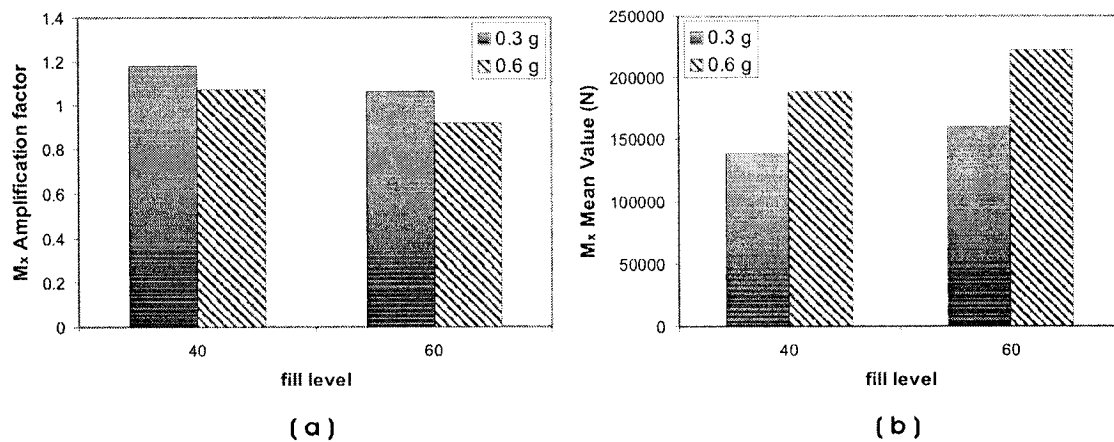 1.4
1.2
1
0.8
0.6
0.4
0.2
0
Mₓ Amplification factor
0.3 g
0.6 g
40
60
fill level
(a)
250000
200000
150000
100000
50000
0
Mₓ Mean Value (N)
0.3 g
0.6 g
40
60
fill level
(b)